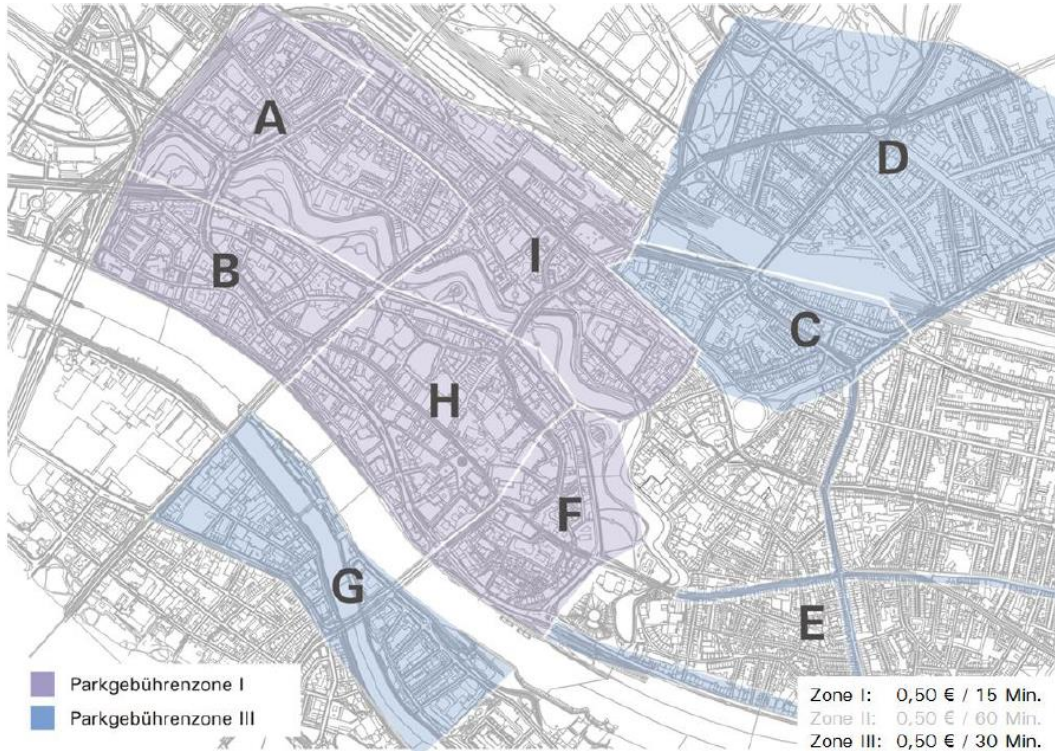 A
D
B
I
C
H
F
G
E
Parkgebührenzone I
Parkgebührenzone III
Zone I: 0,50 € / 15 Min.
Zone II: 0,50 € / 60 Min.
Zone III: 0,50 € / 30 Min.